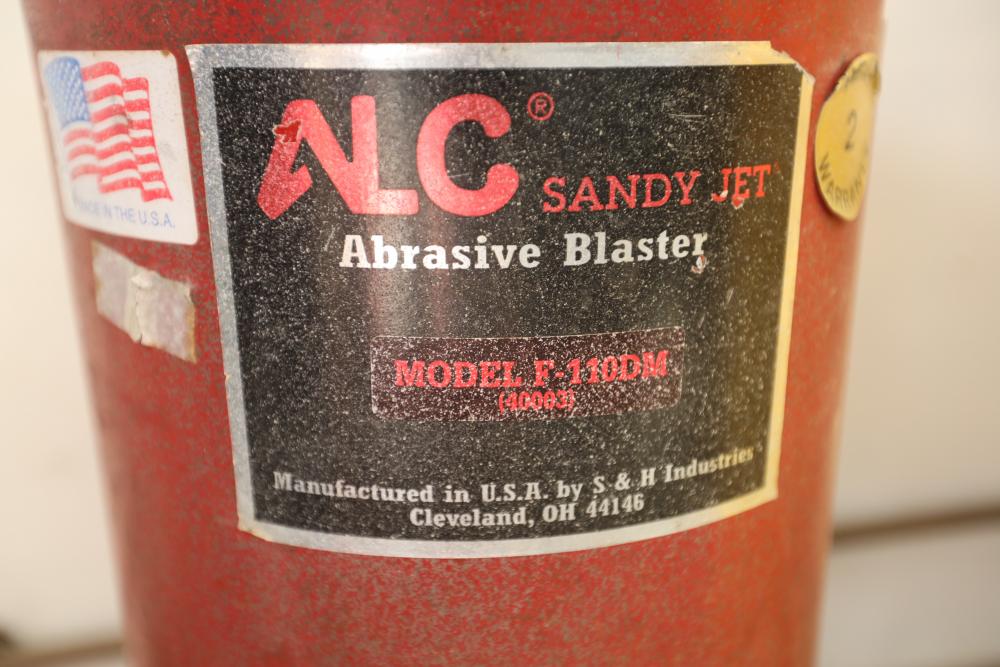 ALC®
SANDY JET
Abrasive Blaster
MODEL F-110DM
(40003)
Manufactured in U.S.A. by S & H Industries
Cleveland, OH 44146
MADE IN THE U.S.A.
2
WARRANTY